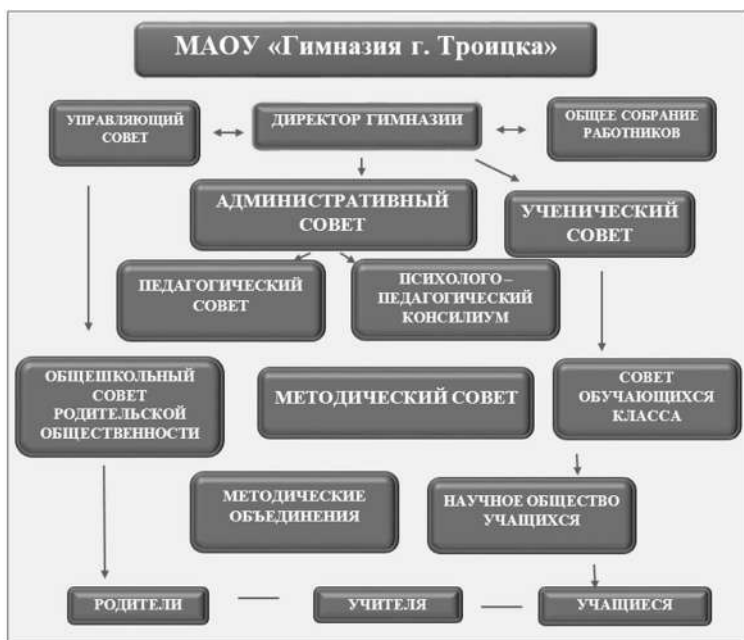 МАОУ «Гимназия г. Троицка»
УПРАВЛЯЮЩИЙ
СОВЕТ
ДИРЕКТОР ГИМНАЗИИ
ОБЩЕЕ СОБРАНИЕ
РАБОТНИКОВ
АДМИНИСТРАТИВНЫЙ
СОВЕТ
УЧЕНИЧЕСКИЙ
СОВЕТ
ПЕДАГОГИЧЕСКИЙ
СОВЕТ
ПСИХОЛОГО –
ПЕДАГОГИЧЕСКИЙ
КОНСИЛИУМ
ОБЩЕШКОЛЬНЫЙ
СОВЕТ
РОДИТЕЛЬСКОЙ
ОБЩЕСТВЕННОСТИ
МЕТОДИЧЕСКИЙ СОВЕТ
СОВЕТ
ОБУЧАЮЩИХСЯ
КЛАССА
МЕТОДИЧЕСКИЕ
ОБЪЕДИНЕНИЯ
НАУЧНОЕ ОБЩЕСТВО
УЧАЩИХСЯ
РОДИТЕЛИ
УЧИТЕЛЯ
УЧАЩИЕСЯ